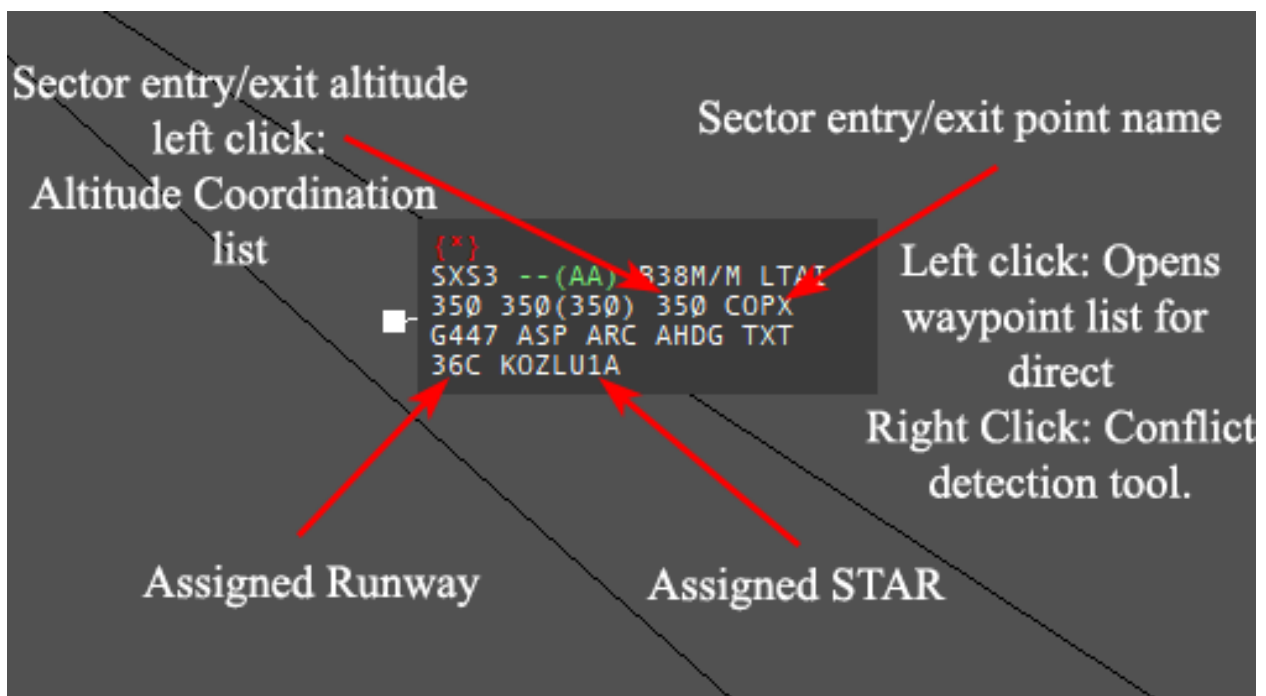 Sector entry/exit altitude
left click:
Altitude Coordination
list
Sector entry/exit point name
{*}
SXS3 --(AA) B38M/M LTAI
350 350(350) 350 COPX
G447 ASP ARC AHDG TXT
36C KOZLU1A
Left click: Opens
waypoint list for
direct
Right Click: Conflict
detection tool.
Assigned Runway
Assigned STAR